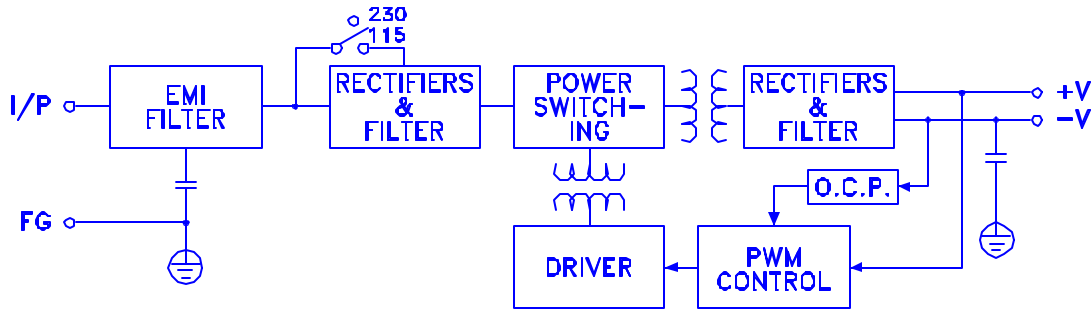 230
115
I/P
EMI
FILTER
RECTIFIERS
&
FILTER
POWER
SWITCH-
ING
RECTIFIERS
&
FILTER
+V
-V
O.C.P.
FG
DRIVER
PWM
CONTROL